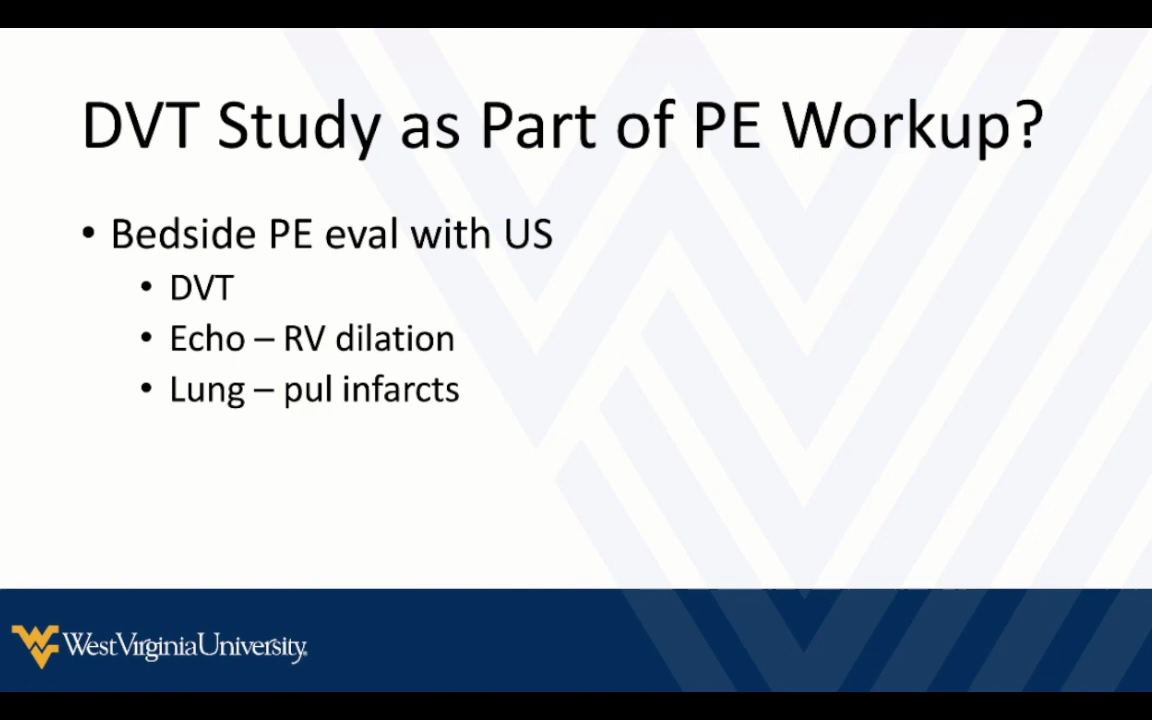 DVT Study as Part of PE Workup?
• Bedside PE eval with US
• DVT
• Echo – RV dilation
• Lung – pul infarcts
WestVirginiaUniversity.